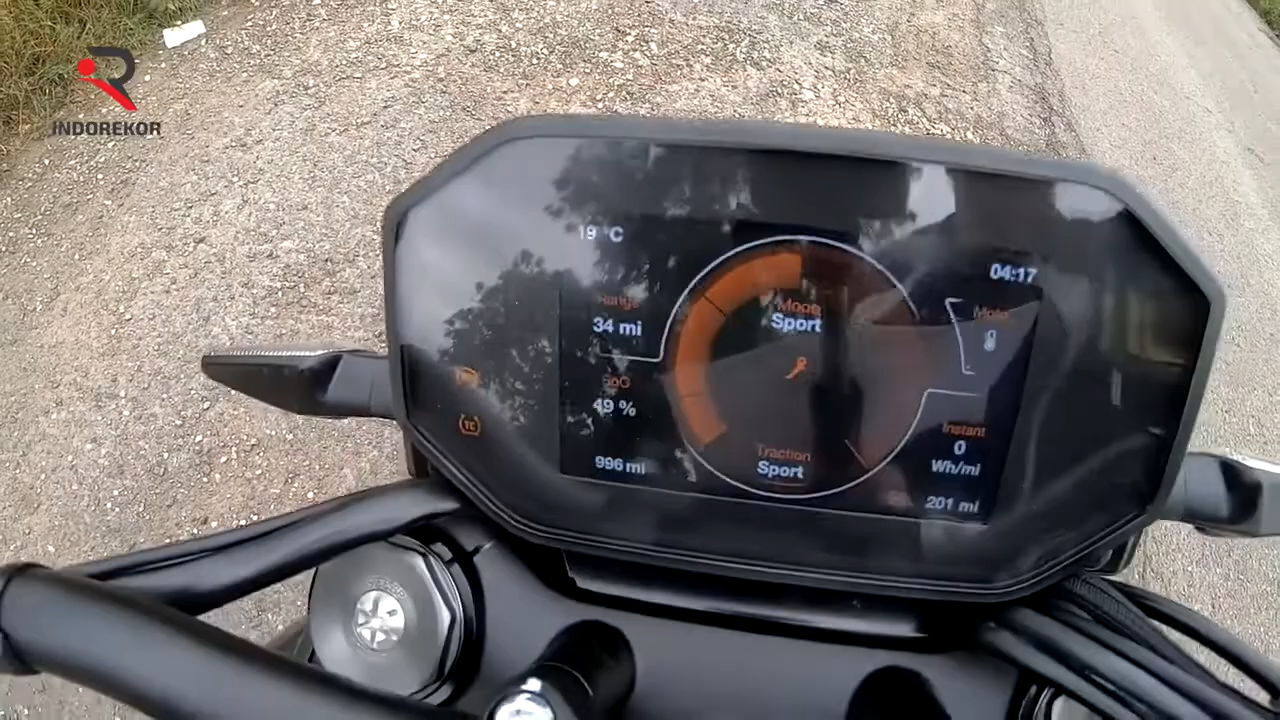 INDOREKOR
19 °C
04:17
Range
34 mi
Mode
Sport
Moto
SoC
49 %
TC
Traction
Sport
Instant
0
Wh/mi
996 mi
201 mi